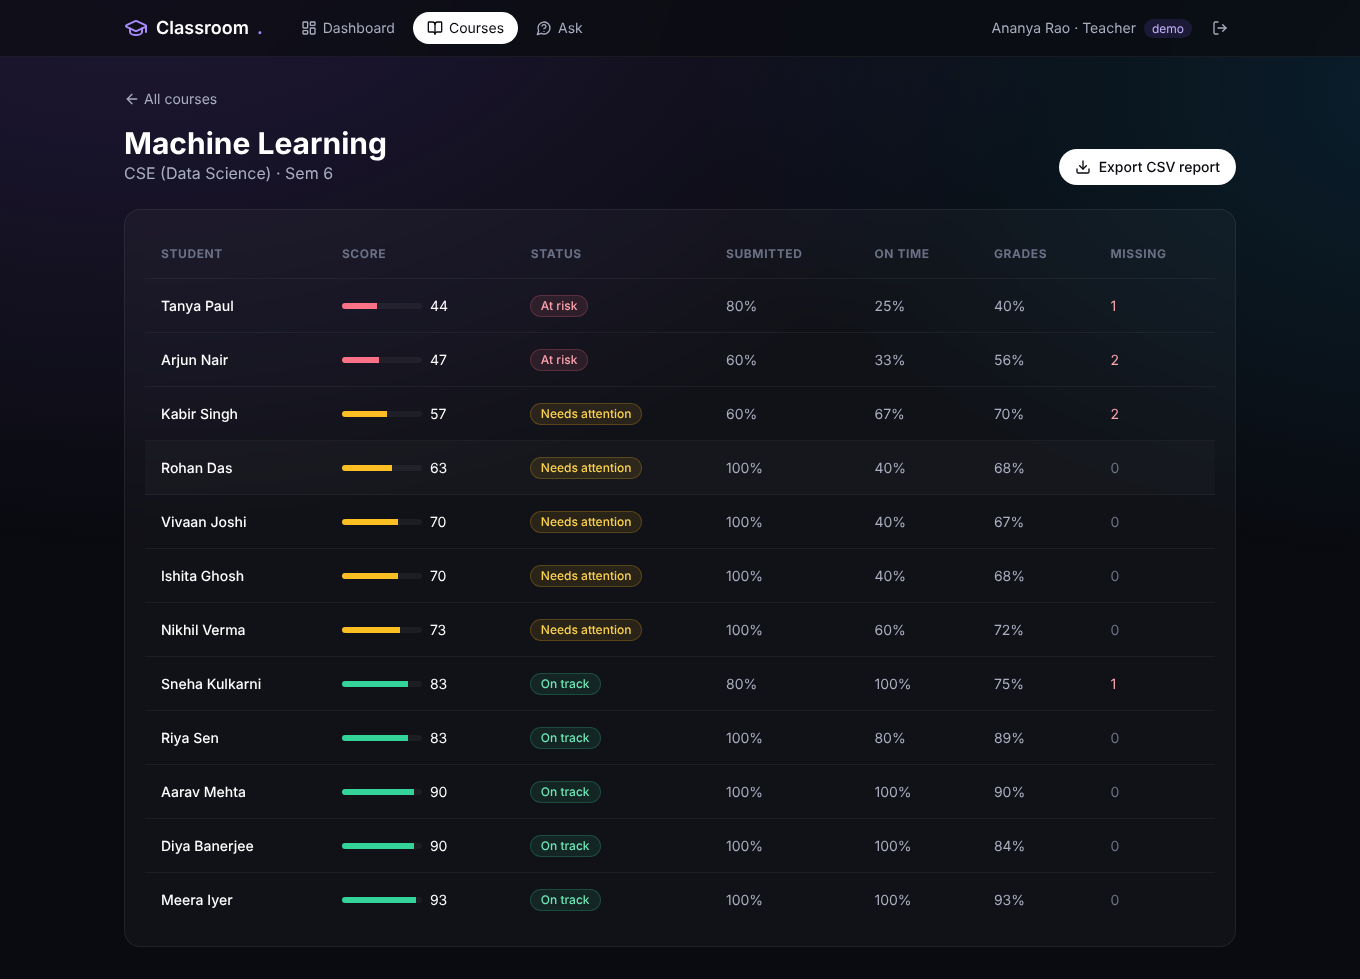 Classroom . Dashboard Courses Ask Ananya Rao · Teacher demo
All courses
Machine Learning
CSE (Data Science) · Sem 6
Export CSV report
STUDENT SCORE STATUS SUBMITTED ON TIME GRADES MISSING
Tanya Paul 44 At risk 80% 25% 40% 1
Arjun Nair 47 At risk 60% 33% 56% 2
Kabir Singh 57 Needs attention 60% 67% 70% 2
Rohan Das 63 Needs attention 100% 40% 68% 0
Vivaan Joshi 70 Needs attention 100% 40% 67% 0
Ishita Ghosh 70 Needs attention 100% 40% 68% 0
Nikhil Verma 73 Needs attention 100% 60% 72% 0
Sneha Kulkarni 83 On track 80% 100% 75% 1
Riya Sen 83 On track 100% 80% 89% 0
Aarav Mehta 90 On track 100% 100% 90% 0
Diya Banerjee 90 On track 100% 100% 84% 0
Meera Iyer 93 On track 100% 100% 93% 0